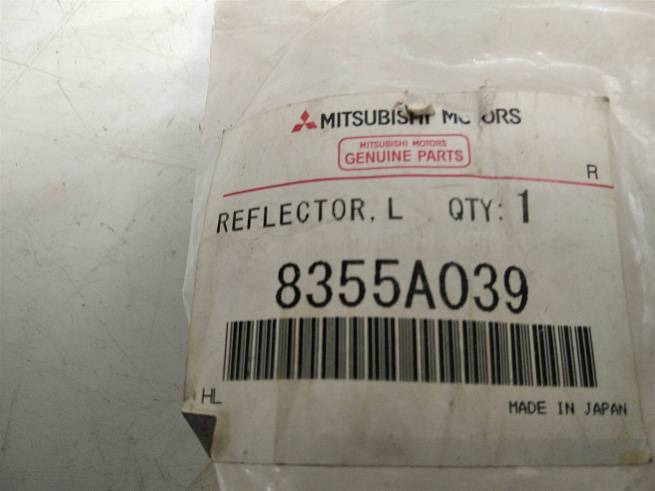 MITSUBISHI MOTORS
MITSUBISHI MOTORS
GENUINE PARTS
R
REFLECTOR, L QTY: 1
8355A039
HL
MADE IN JAPAN